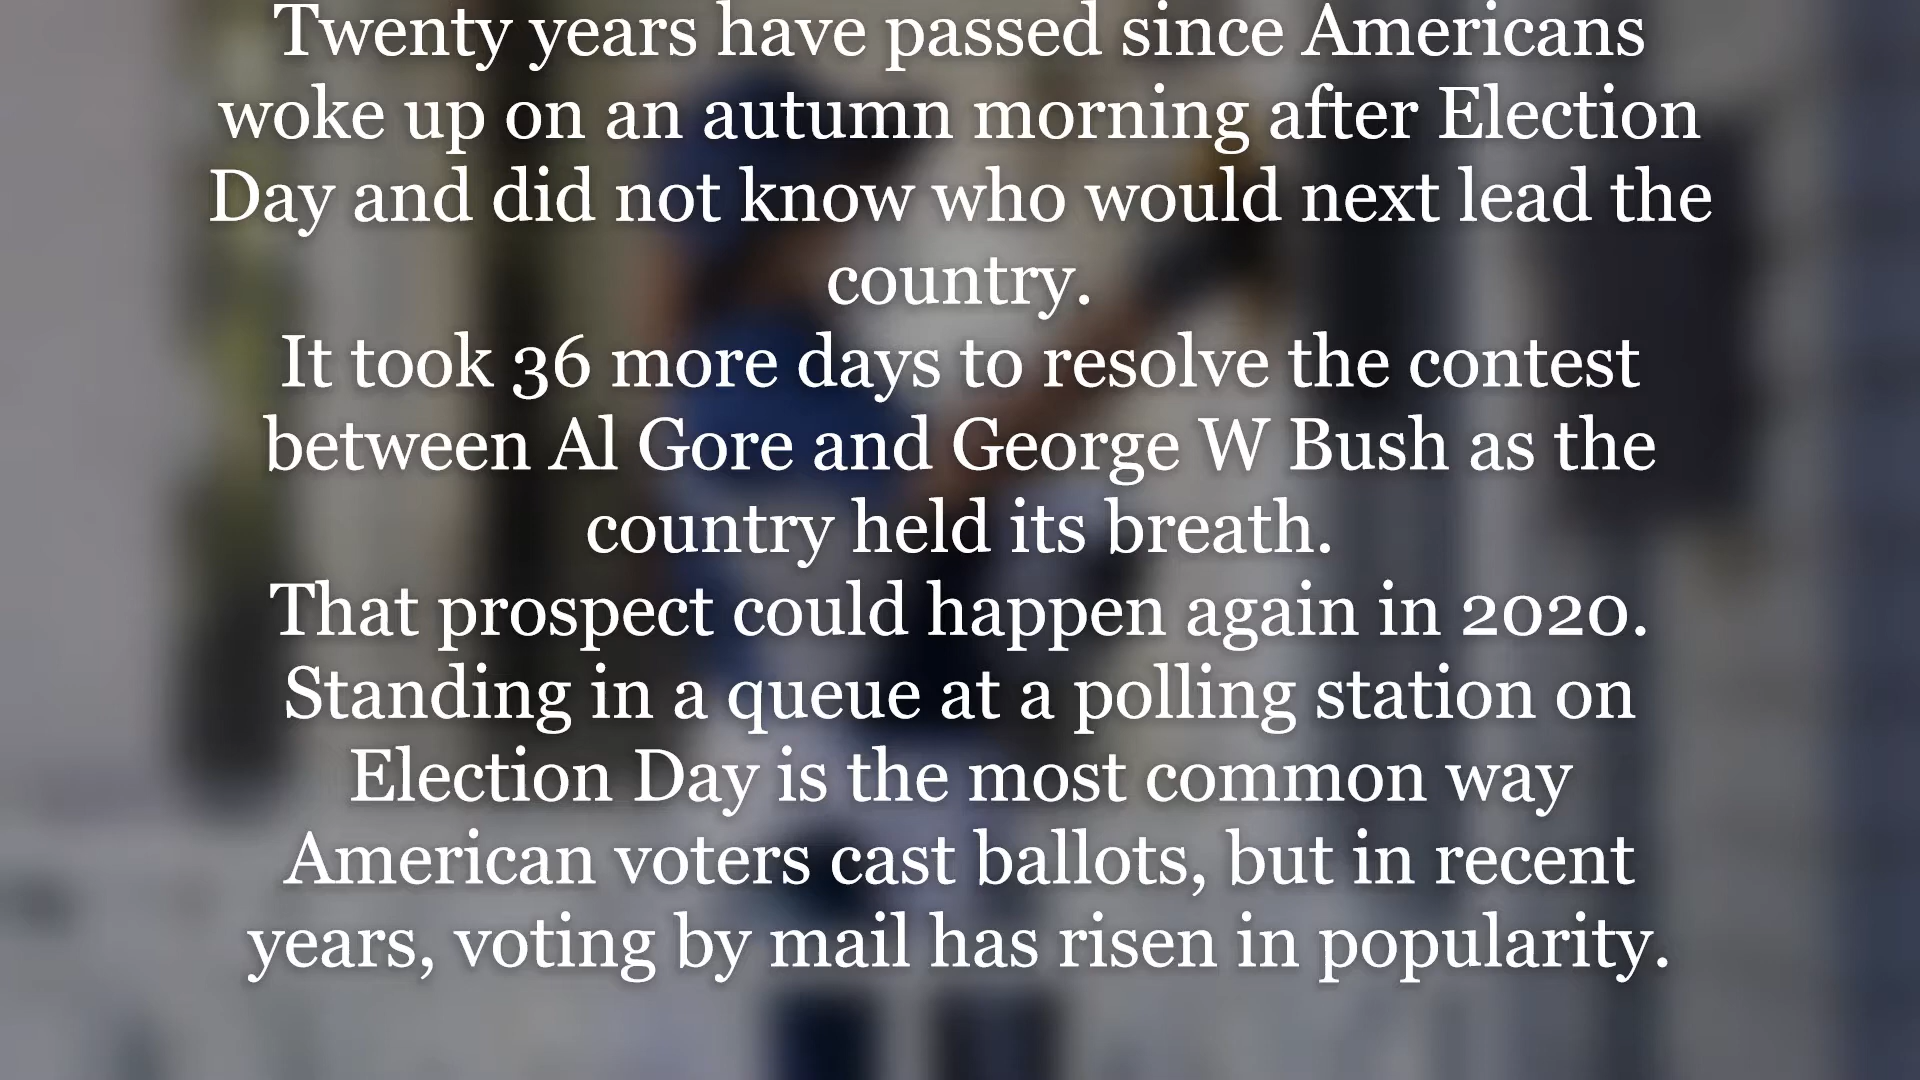 Twenty years have passed since Americans
woke up on an autumn morning after Election
Day and did not know who would next lead the
country.
It took 36 more days to resolve the contest
between Al Gore and George W Bush as the
country held its breath.
That prospect could happen again in 2020.
Standing in a queue at a polling station on
Election Day is the most common way
American voters cast ballots, but in recent
years, voting by mail has risen in popularity.